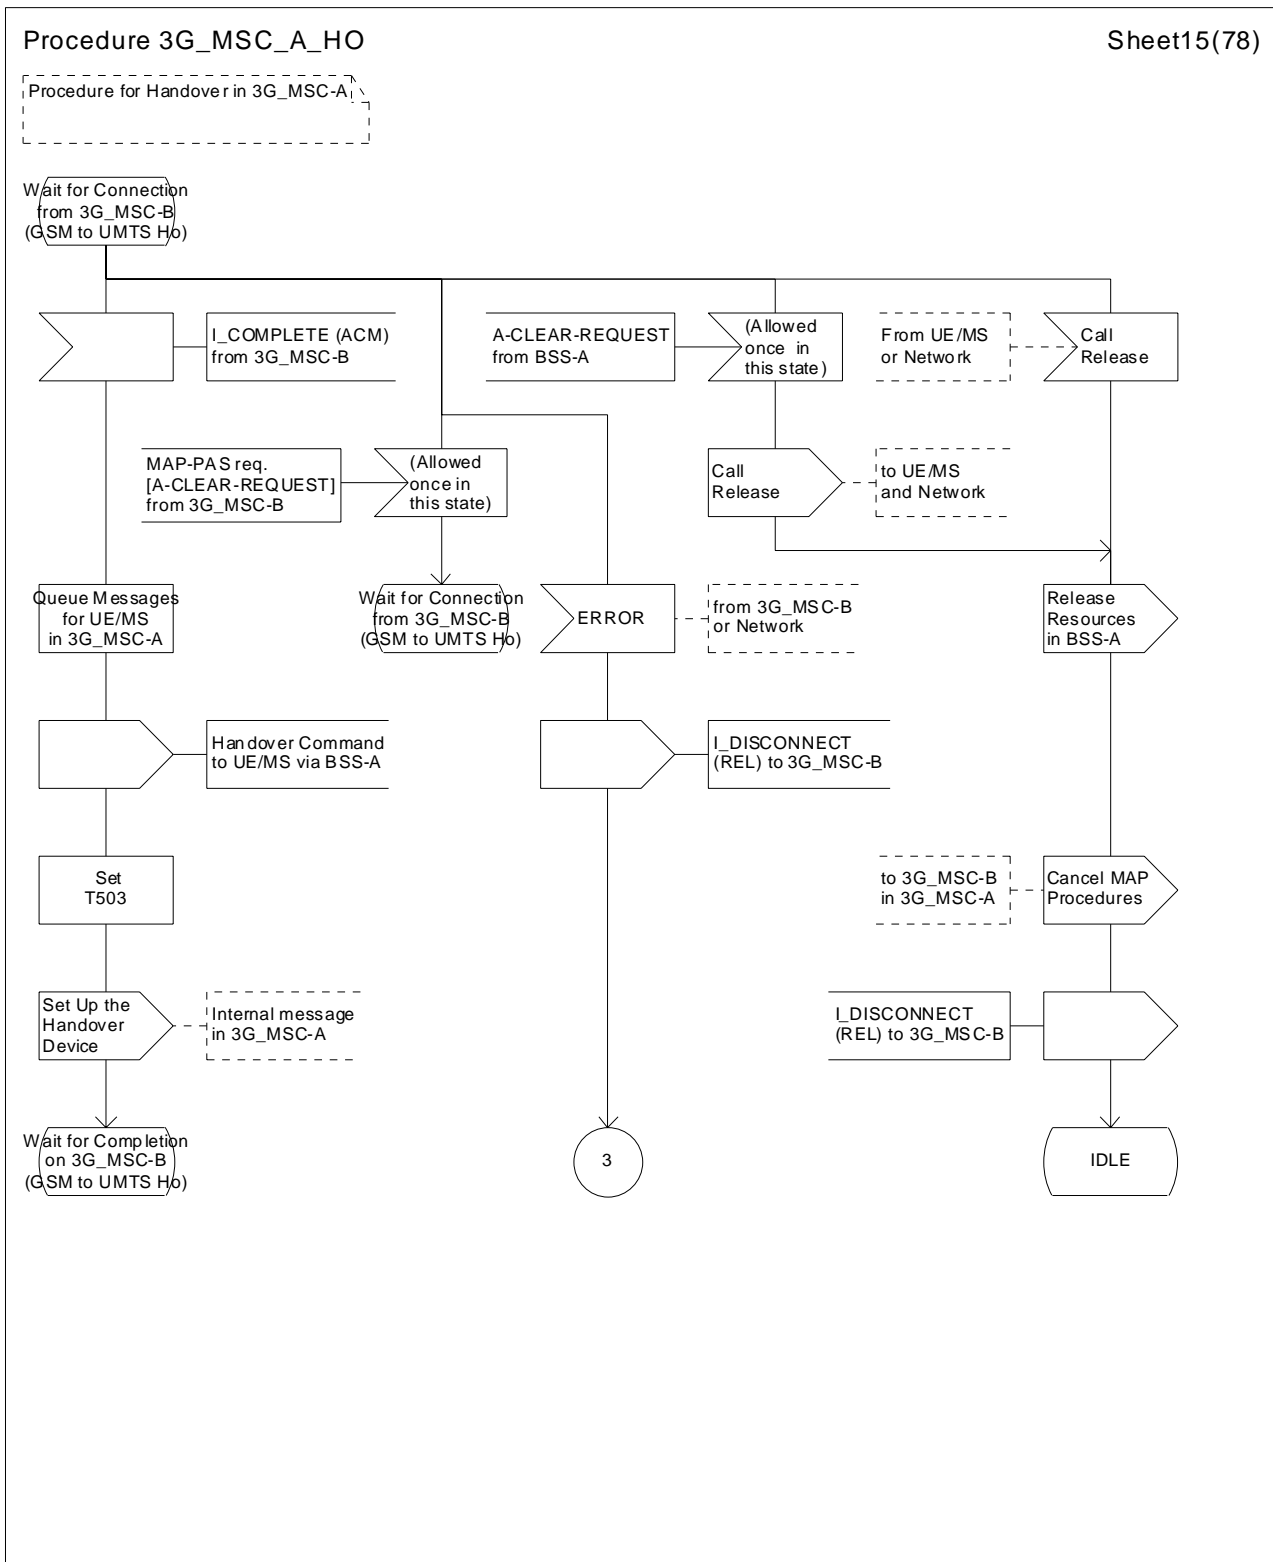 Procedure 3G_MSC_A_HO
Sheet15(78)
Procedure for Handover in 3G_MSC-A
Wait for Connection
from 3G_MSC-B
(GSM to UMTS Ho)
I_COMPLETE (ACM)
from 3G_MSC-B
A-CLEAR-REQUEST
from BSS-A
(Allowed
once in
this state)
From UE/MS
or Network
Call
Release
MAP-PAS req.
[A-CLEAR-REQUEST]
from 3G_MSC-B
(Allowed
once in
this state)
Call
Release
to UE/MS
and Network
Queue Messages
for UE/MS
in 3G_MSC-A
Wait for Connection
from 3G_MSC-B
(GSM to UMTS Ho)
ERROR
from 3G_MSC-B
or Network
Release
Resources
in BSS-A
Handover Command
to UE/MS via BSS-A
I_DISCONNECT
(REL) to 3G_MSC-B
Set
T503
to 3G_MSC-B
in 3G_MSC-A
Cancel MAP
Procedures
Set Up the
Handover
Device
Internal message
in 3G_MSC-A
I_DISCONNECT
(REL) to 3G_MSC-B
Wait for Completion
on 3G_MSC-B
(GSM to UMTS Ho)
3
IDLE